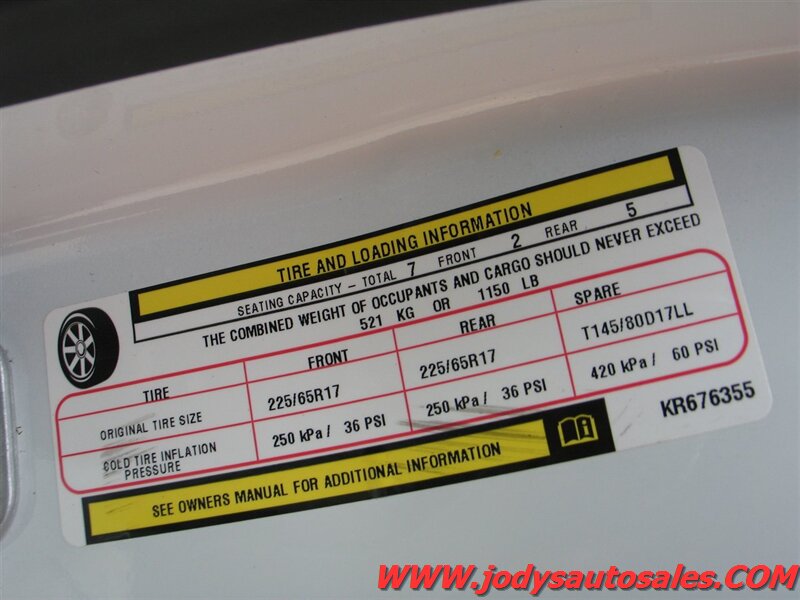 TIRE AND LOADING INFORMATION
SEATING CAPACITY – TOTAL 7 FRONT 2 REAR 5
THE COMBINED WEIGHT OF OCCUPANTS AND CARGO SHOULD NEVER EXCEED
521 KG OR 1150 LB
TIRE FRONT REAR SPARE
ORIGINAL TIRE SIZE 225/65R17 225/65R17 T145/80D17LL
COLD TIRE INFLATION
PRESSURE 250 kPa / 36 PSI 250 kPa / 36 PSI 420 kPa / 60 PSI
SEE OWNERS MANUAL FOR ADDITIONAL INFORMATION
KR676355
www.jodysautosales.COM